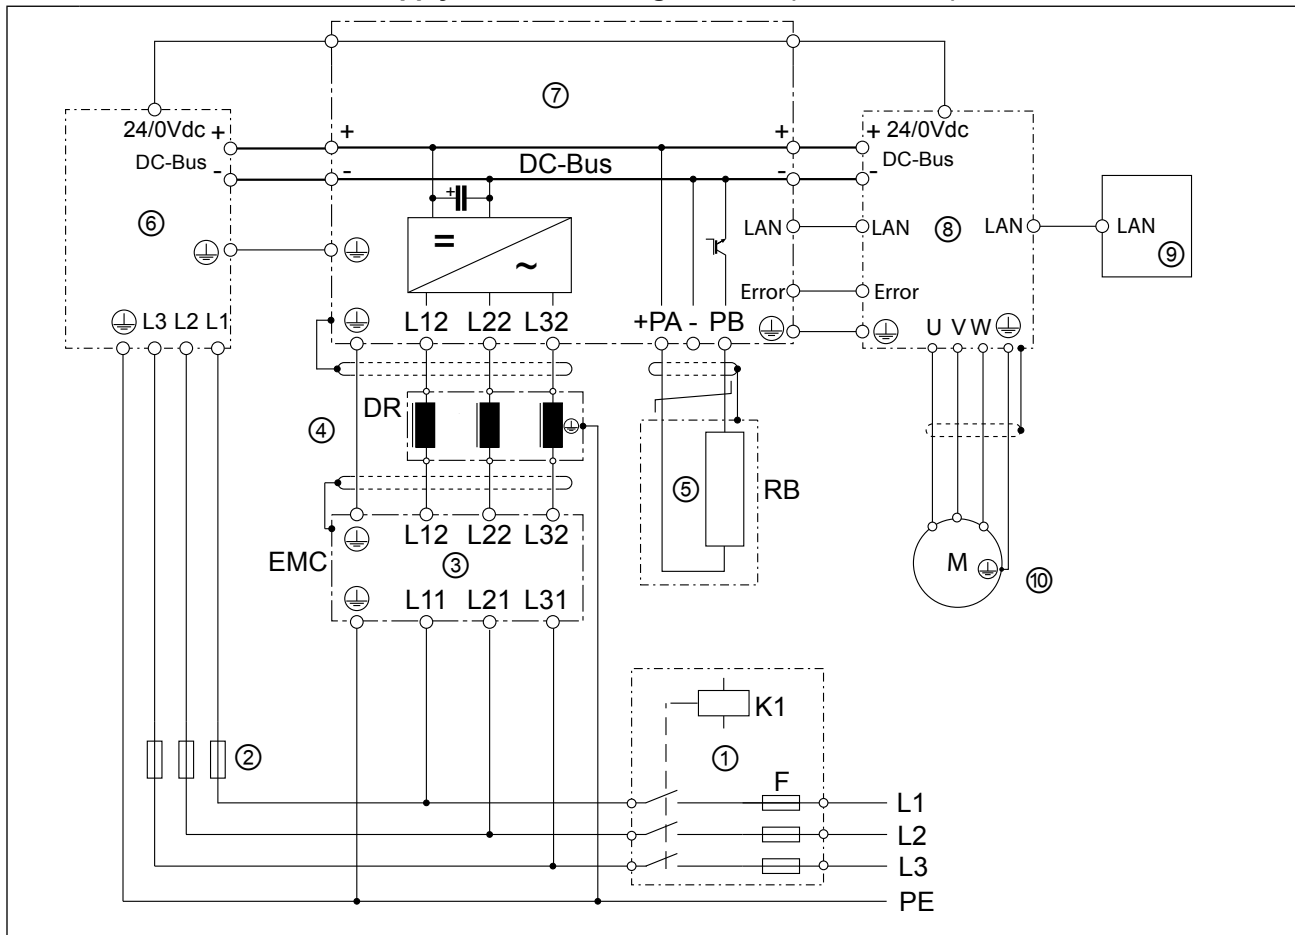 ⑦
24/0Vdc + + + + 24/0Vdc
DC-Bus DC-Bus DC-Bus
- - - -
+
⑥ = ~ LAN LAN ⑧ LAN LAN ⑨
Error Error
L3 L2 L1 L12 L22 L32 +PA - PB U V W
④ DR
⑤ RB
EMC L12 L22 L32
③ M ⑩
L11 L21 L31
K1
② ①
F
L1
L2
L3
PE